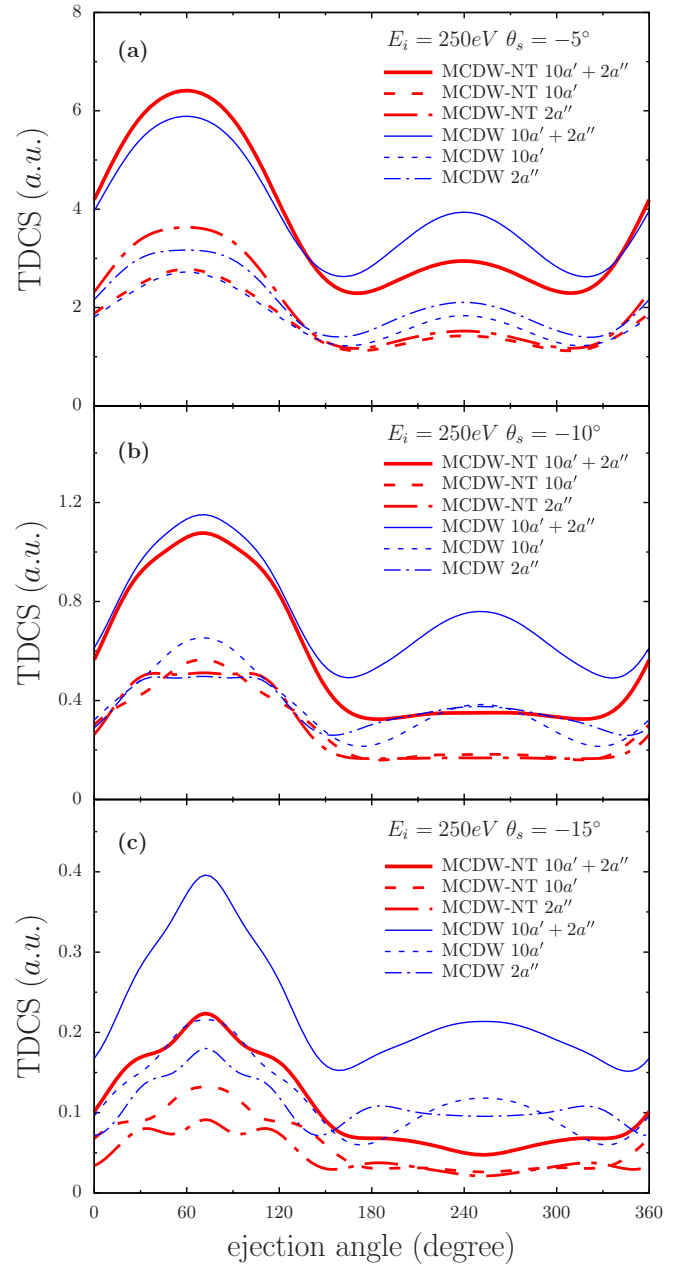 (a)
E_i = 250eV θ_s = −5°
MCDW-NT 10a′ + 2a″
MCDW-NT 10a′
MCDW-NT 2a″
MCDW 10a′ + 2a″
MCDW 10a′
MCDW 2a″
TDCS (a.u.)
8
6
4
2
0
(b)
E_i = 250eV θ_s = −10°
MCDW-NT 10a′ + 2a″
MCDW-NT 10a′
MCDW-NT 2a″
MCDW 10a′ + 2a″
MCDW 10a′
MCDW 2a″
TDCS (a.u.)
1.2
0.8
0.4
0
(c)
E_i = 250eV θ_s = −15°
MCDW-NT 10a′ + 2a″
MCDW-NT 10a′
MCDW-NT 2a″
MCDW 10a′ + 2a″
MCDW 10a′
MCDW 2a″
TDCS (a.u.)
0.4
0.3
0.2
0.1
0
0 60 120 180 240 300 360
ejection angle (degree)